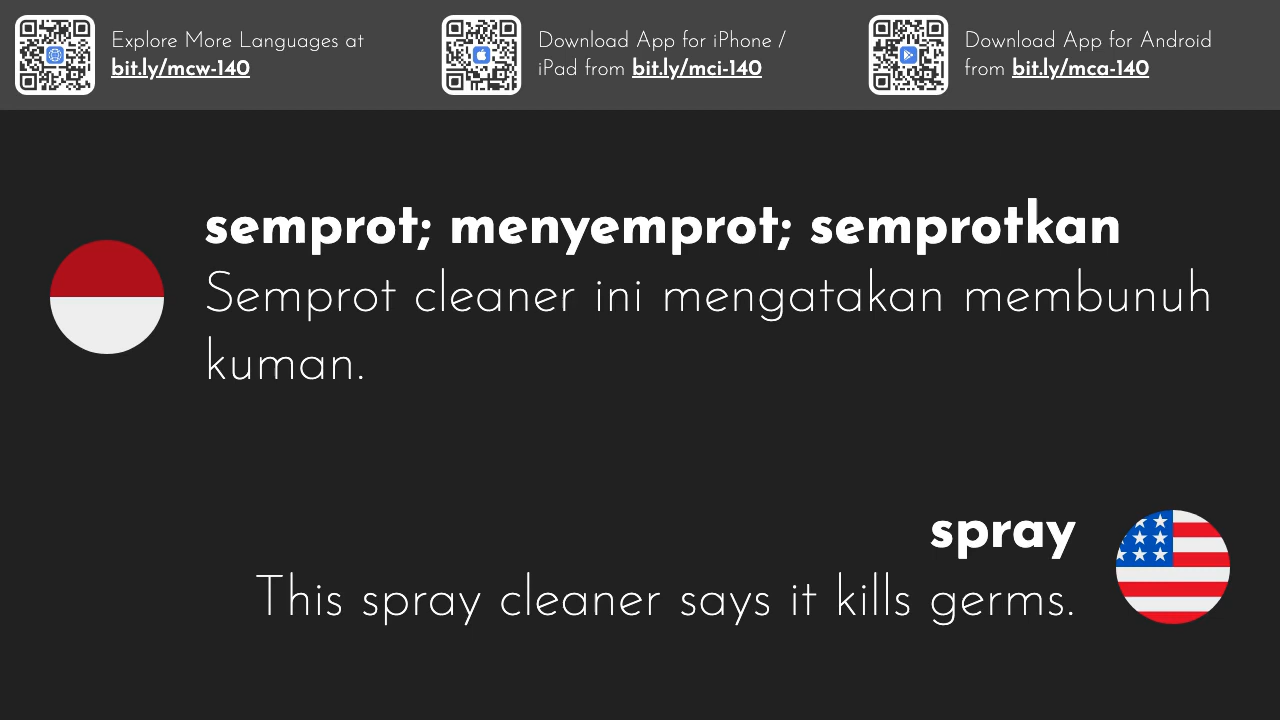 Explore More Languages at
bit.ly/mcw-140
Download App for iPhone /
iPad from bit.ly/mci-140
Download App for Android
from bit.ly/mca-140
semprot; menyemprot; semprotkan
Semprot cleaner ini mengatakan membunuh
kuman.
spray
This spray cleaner says it kills germs.